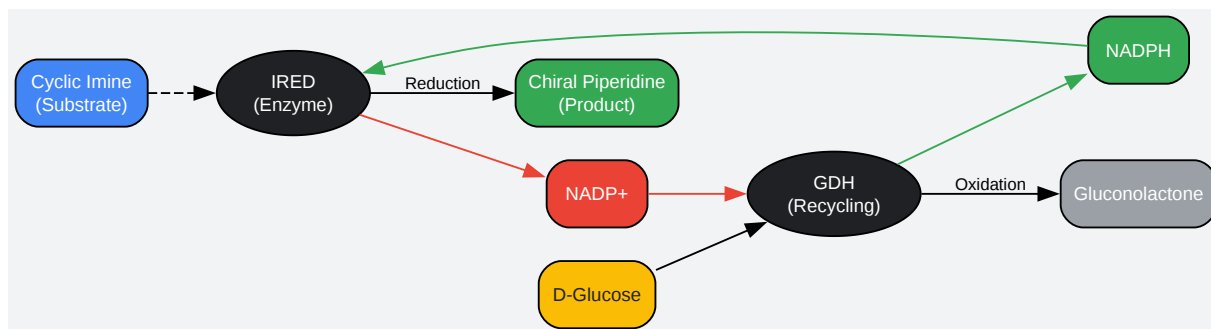 Cyclic Imine
(Substrate)
IRED
(Enzyme)
Reduction
Chiral Piperidine
(Product)
NADPH
NADP+
GDH
(Recycling)
Oxidation
Gluconolactone
D-Glucose